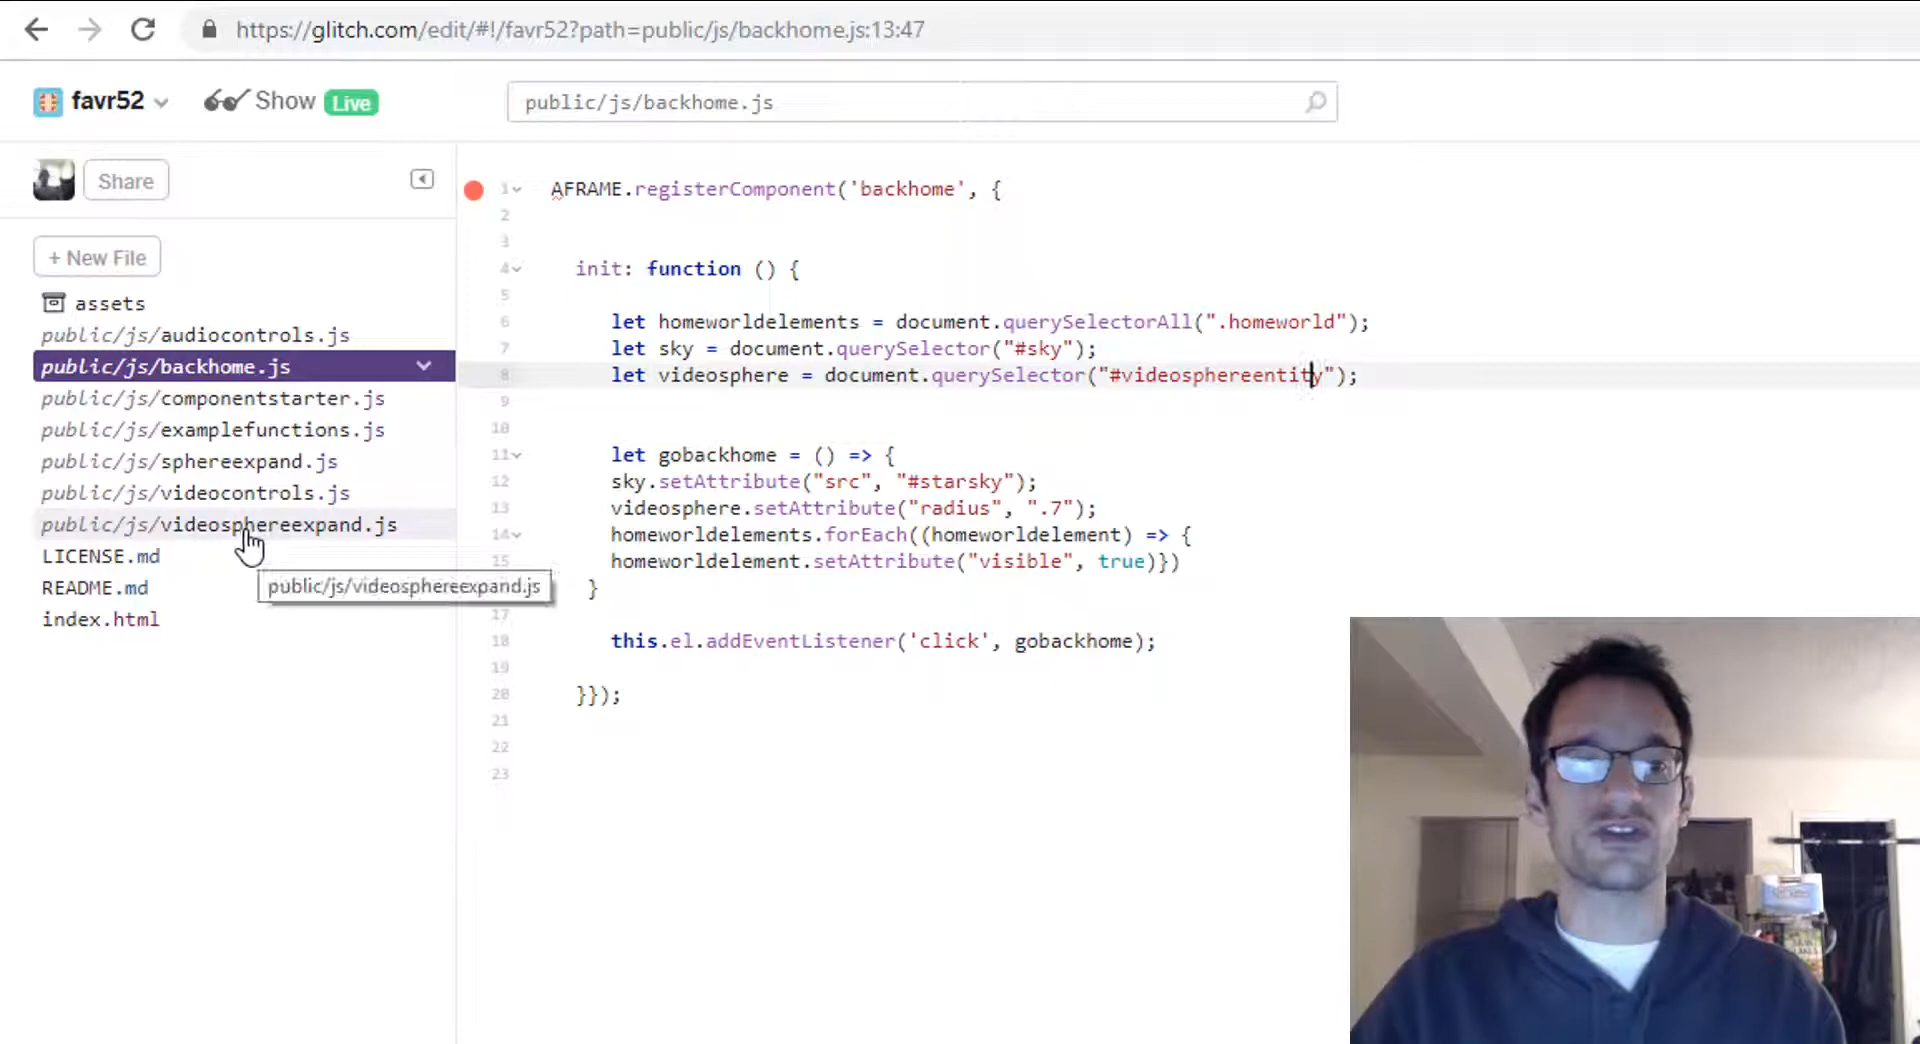 https://glitch.com/edit/#!/favr52?path=public/js/backhome.js:13:47
favr52 Show Live
public/js/backhome.js
Share
+ New File
assets
public/js/audiocontrols.js
public/js/backhome.js
public/js/componentstarter.js
public/js/examplefunctions.js
public/js/sphereexpand.js
public/js/videocontrols.js
public/js/videosphereexpand.js
LICENSE.md
public/js/videosphereexpand.js
README.md
index.html
1 AFRAME.registerComponent('backhome', {
2
3
4 init: function () {
5
6 let homeworldelements = document.querySelectorAll(".homeworld");
7 let sky = document.querySelector("#sky");
8 let videosphere = document.querySelector("#videosphereentity");
9
10
11 let gobackhome = () => {
12 sky.setAttribute("src", "#starsky");
13 videosphere.setAttribute("radius", ".7");
14 homeworldelements.forEach((homeworldelement) => {
15 homeworldelement.setAttribute("visible", true)})
}
17
18 this.el.addEventListener('click', gobackhome);
19
20 }});
21
22
23